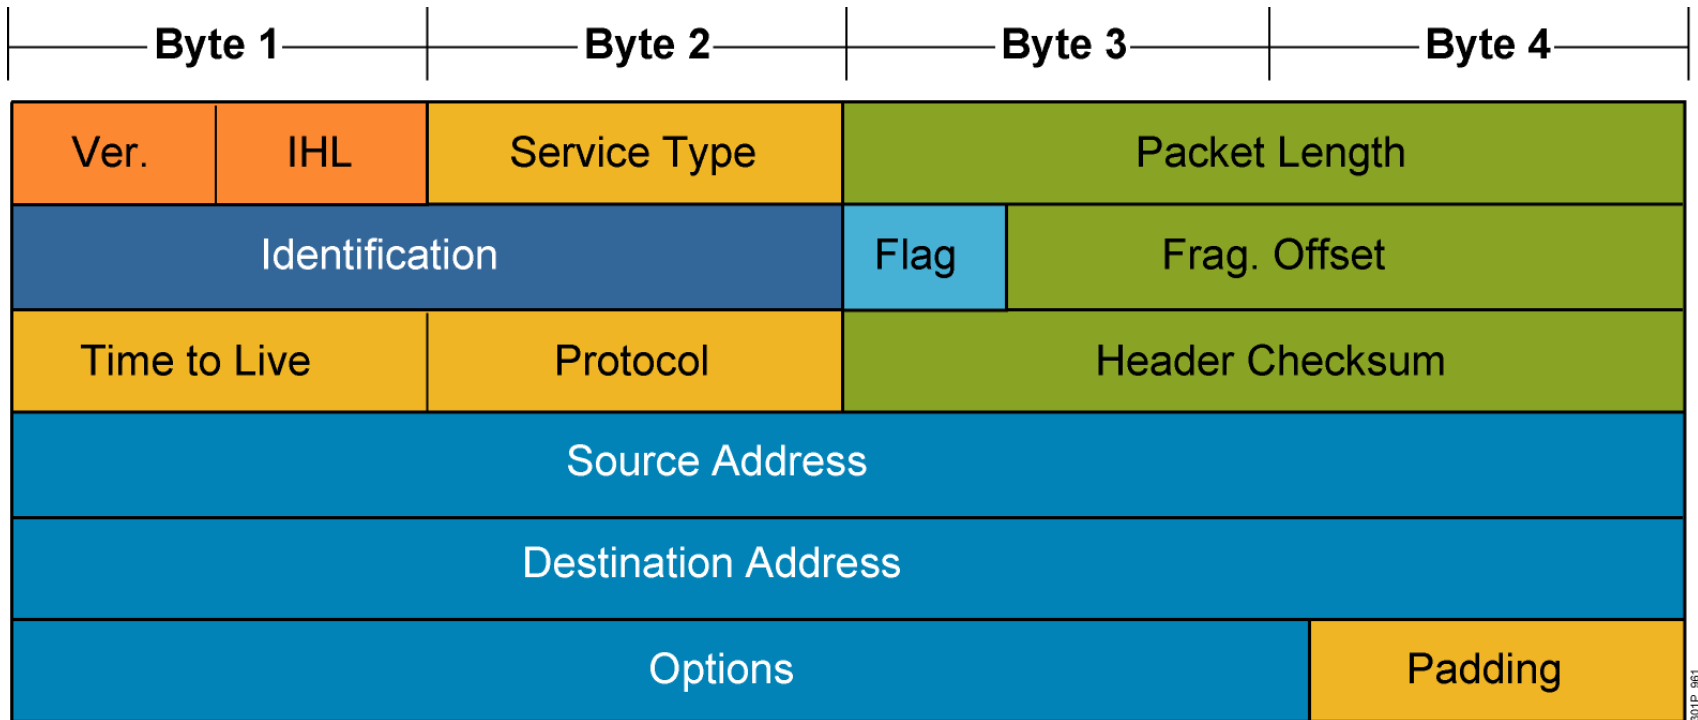 Byte 1 Byte 2 Byte 3 Byte 4
Ver. IHL Service Type Packet Length
Identification Flag Frag. Offset
Time to Live Protocol Header Checksum
Source Address
Destination Address
Options Padding